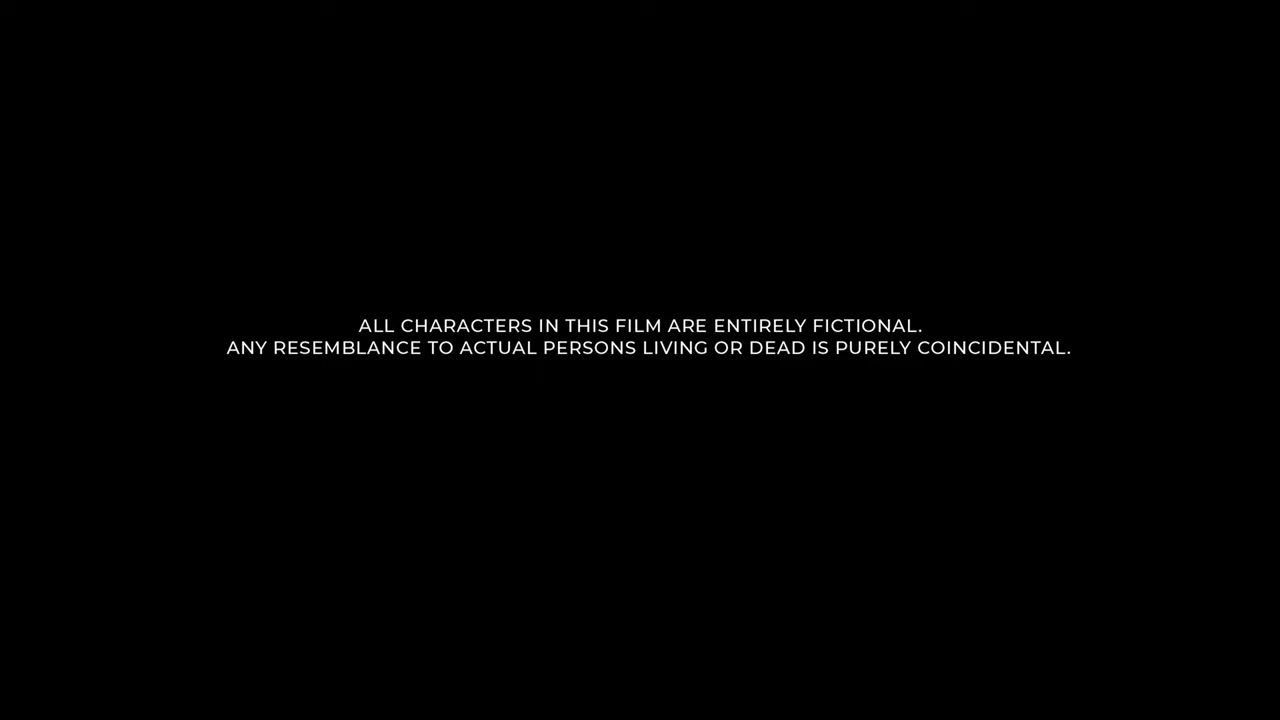 ALL CHARACTERS IN THIS FILM ARE ENTIRELY FICTIONAL.
ANY RESEMBLANCE TO ACTUAL PERSONS LIVING OR DEAD IS PURELY COINCIDENTAL.